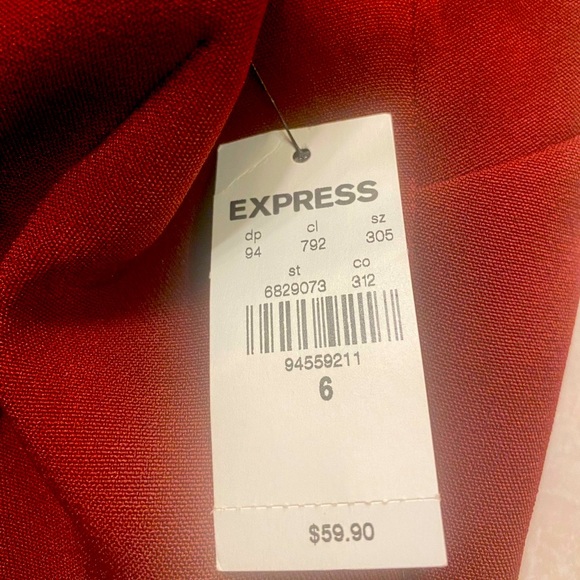 EXPRESS
dp cl sz
94 792 305
st co
6829073 312
94559211
6
$59.90